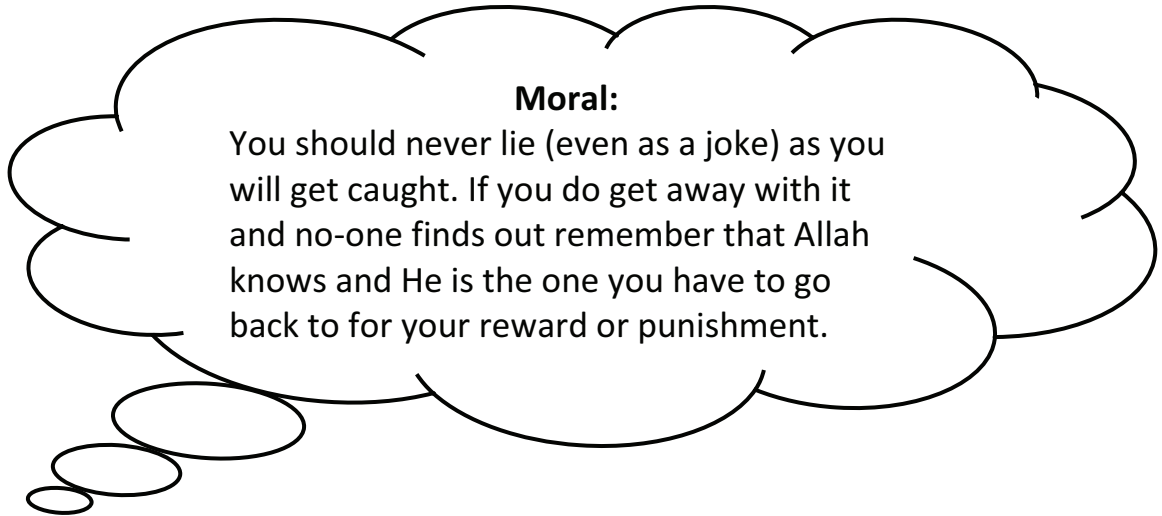 Moral:
You should never lie (even as a joke) as you
will get caught. If you do get away with it
and no-one finds out remember that Allah
knows and He is the one you have to go
back to for your reward or punishment.